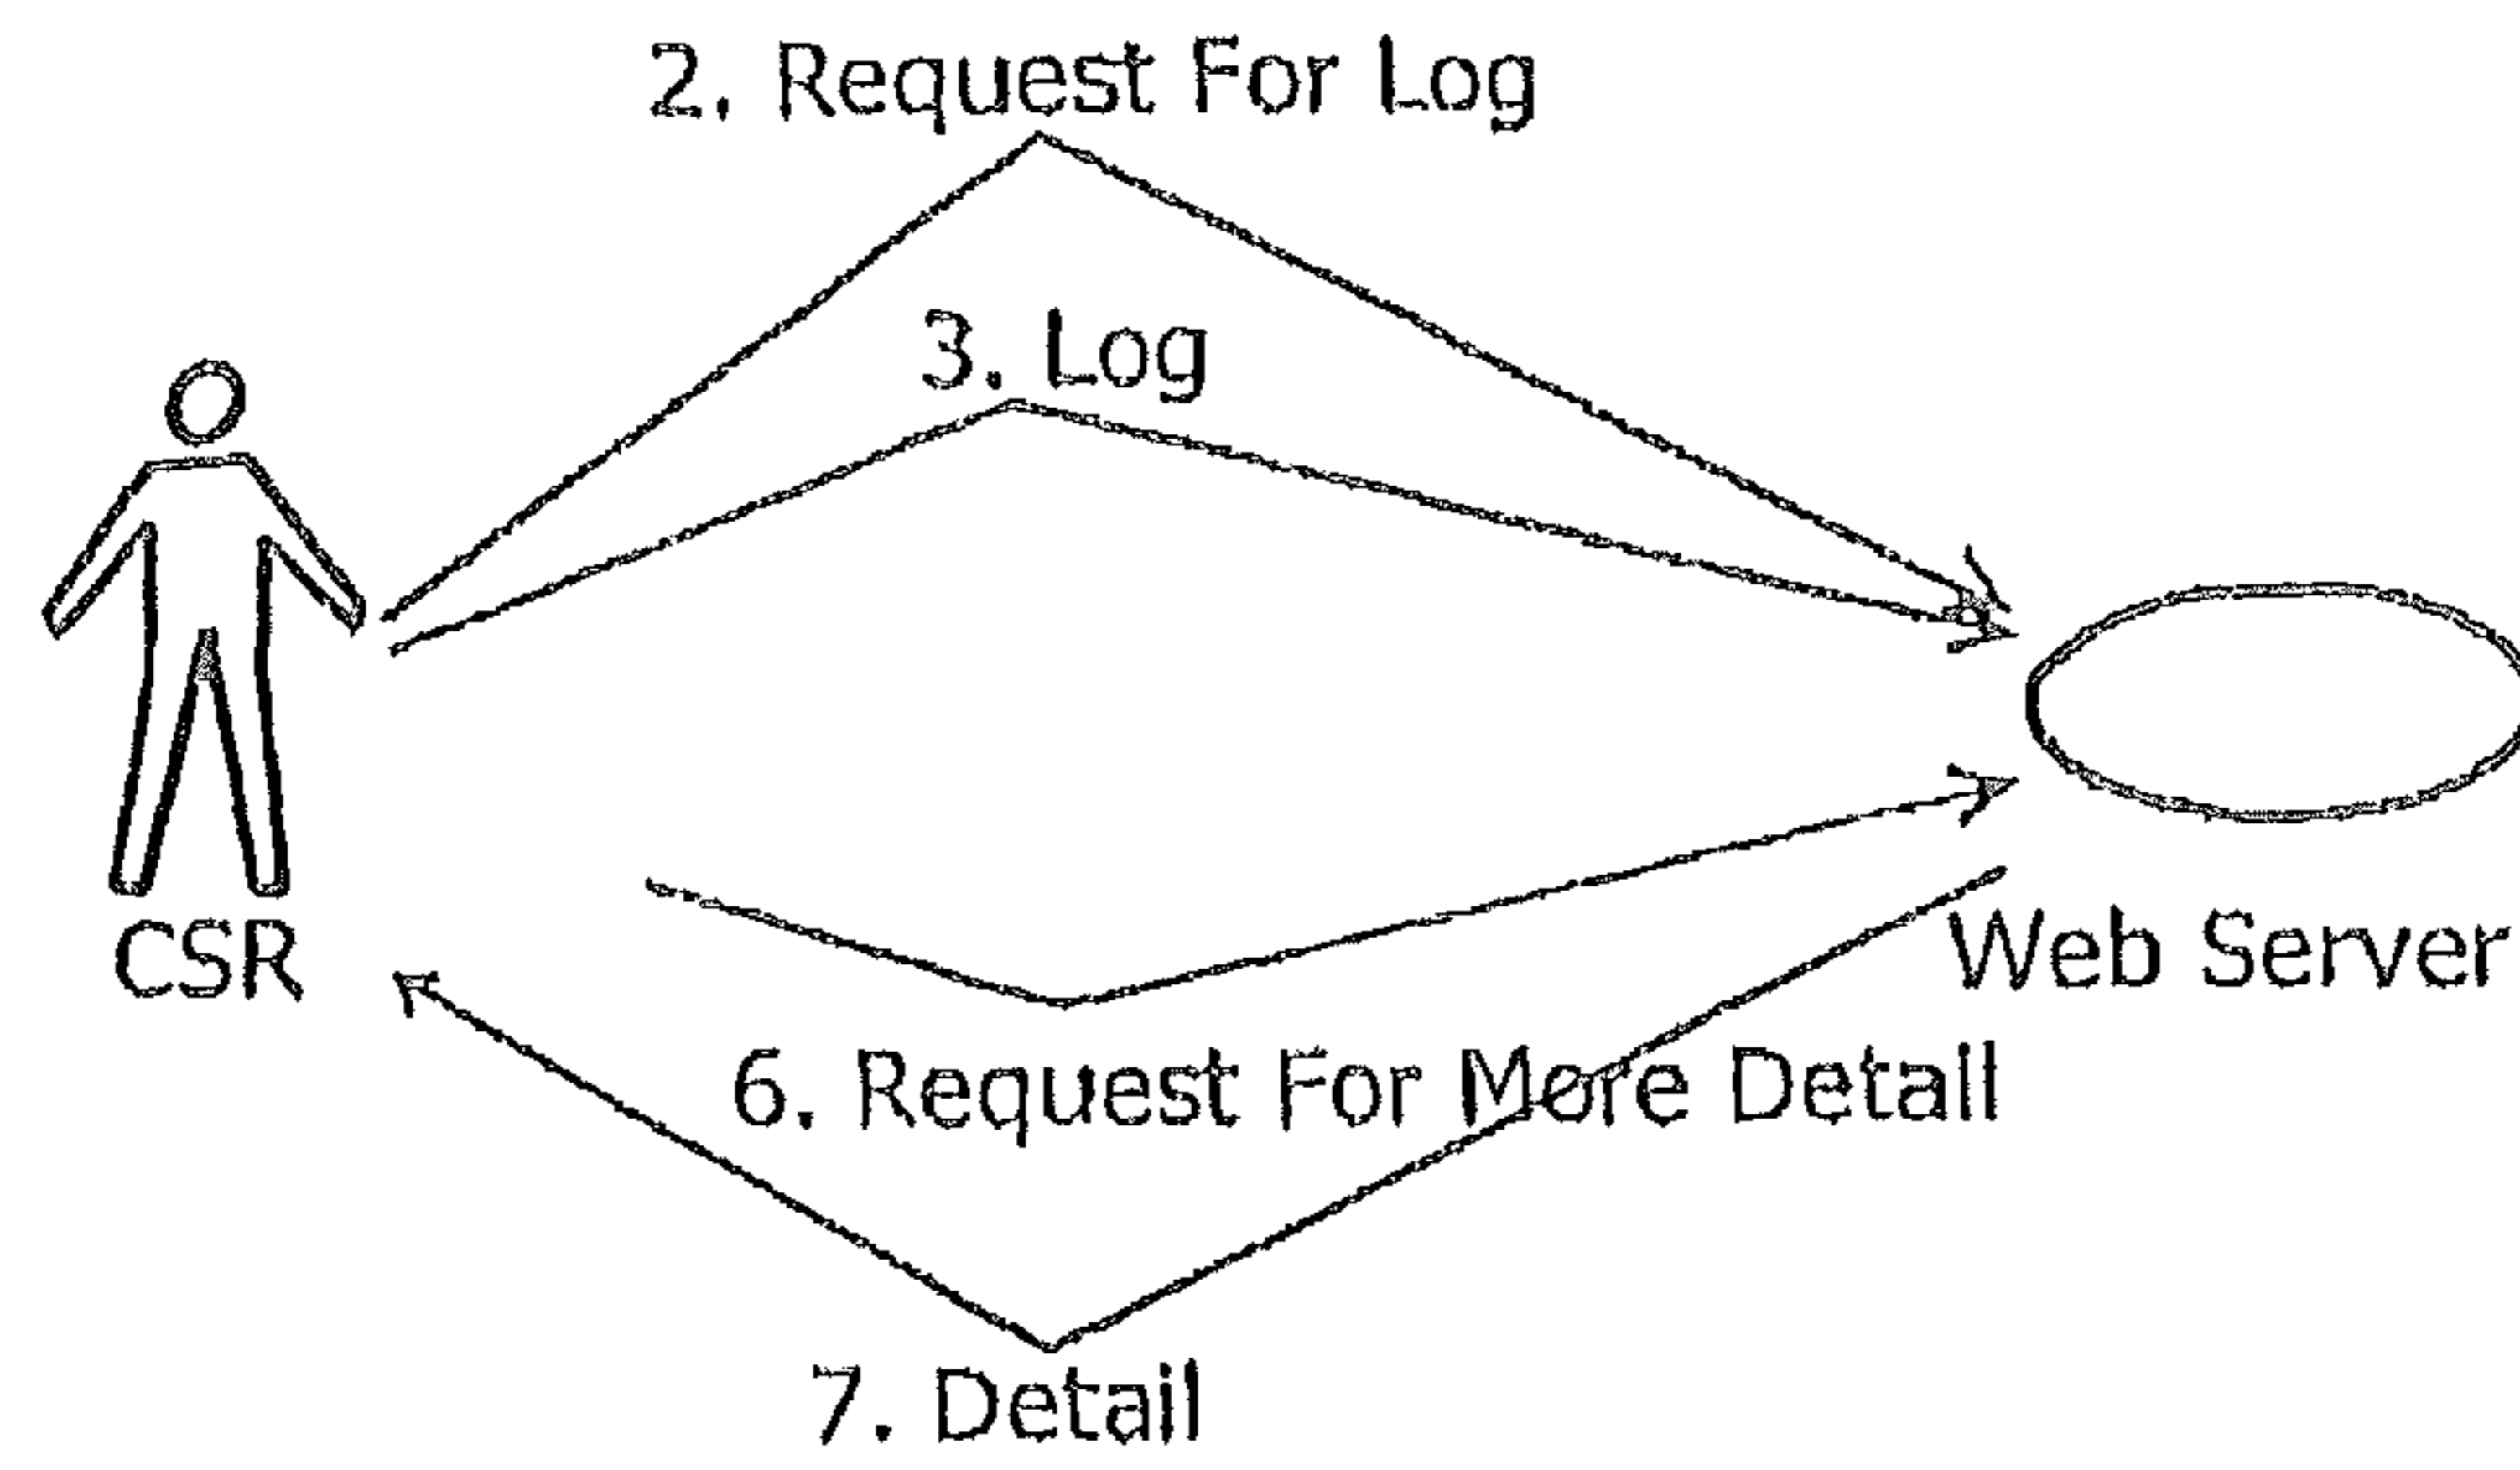 2. Request For Log
3. Log
CSR
Web Server
6. Request For More Detail
7. Detail